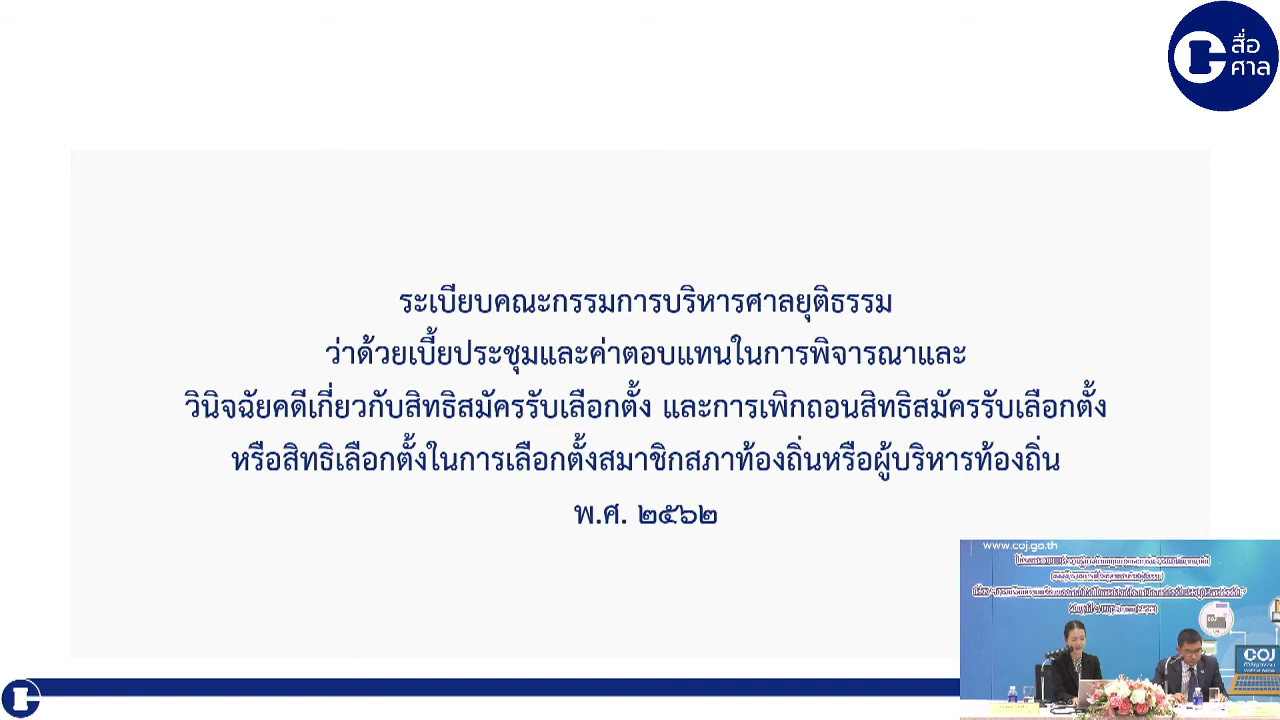 สื่อ
ศาล
ระเบียบคณะกรรมการบริหารศาลยุติธรรม
ว่าด้วยเบี้ยประชุมและค่าตอบแทนในการพิจารณาและ
วินิจฉัยคดีเกี่ยวกับสิทธิสมัครรับเลือกตั้ง และการเพิกถอนสิทธิสมัครรับเลือกตั้ง
หรือสิทธิเลือกตั้งในการเลือกตั้งสมาชิกสภาท้องถิ่นหรือผู้บริหารท้องถิ่น
พ.ศ. ๒๕๖๒
www.coj.go.th
COJ
COJ